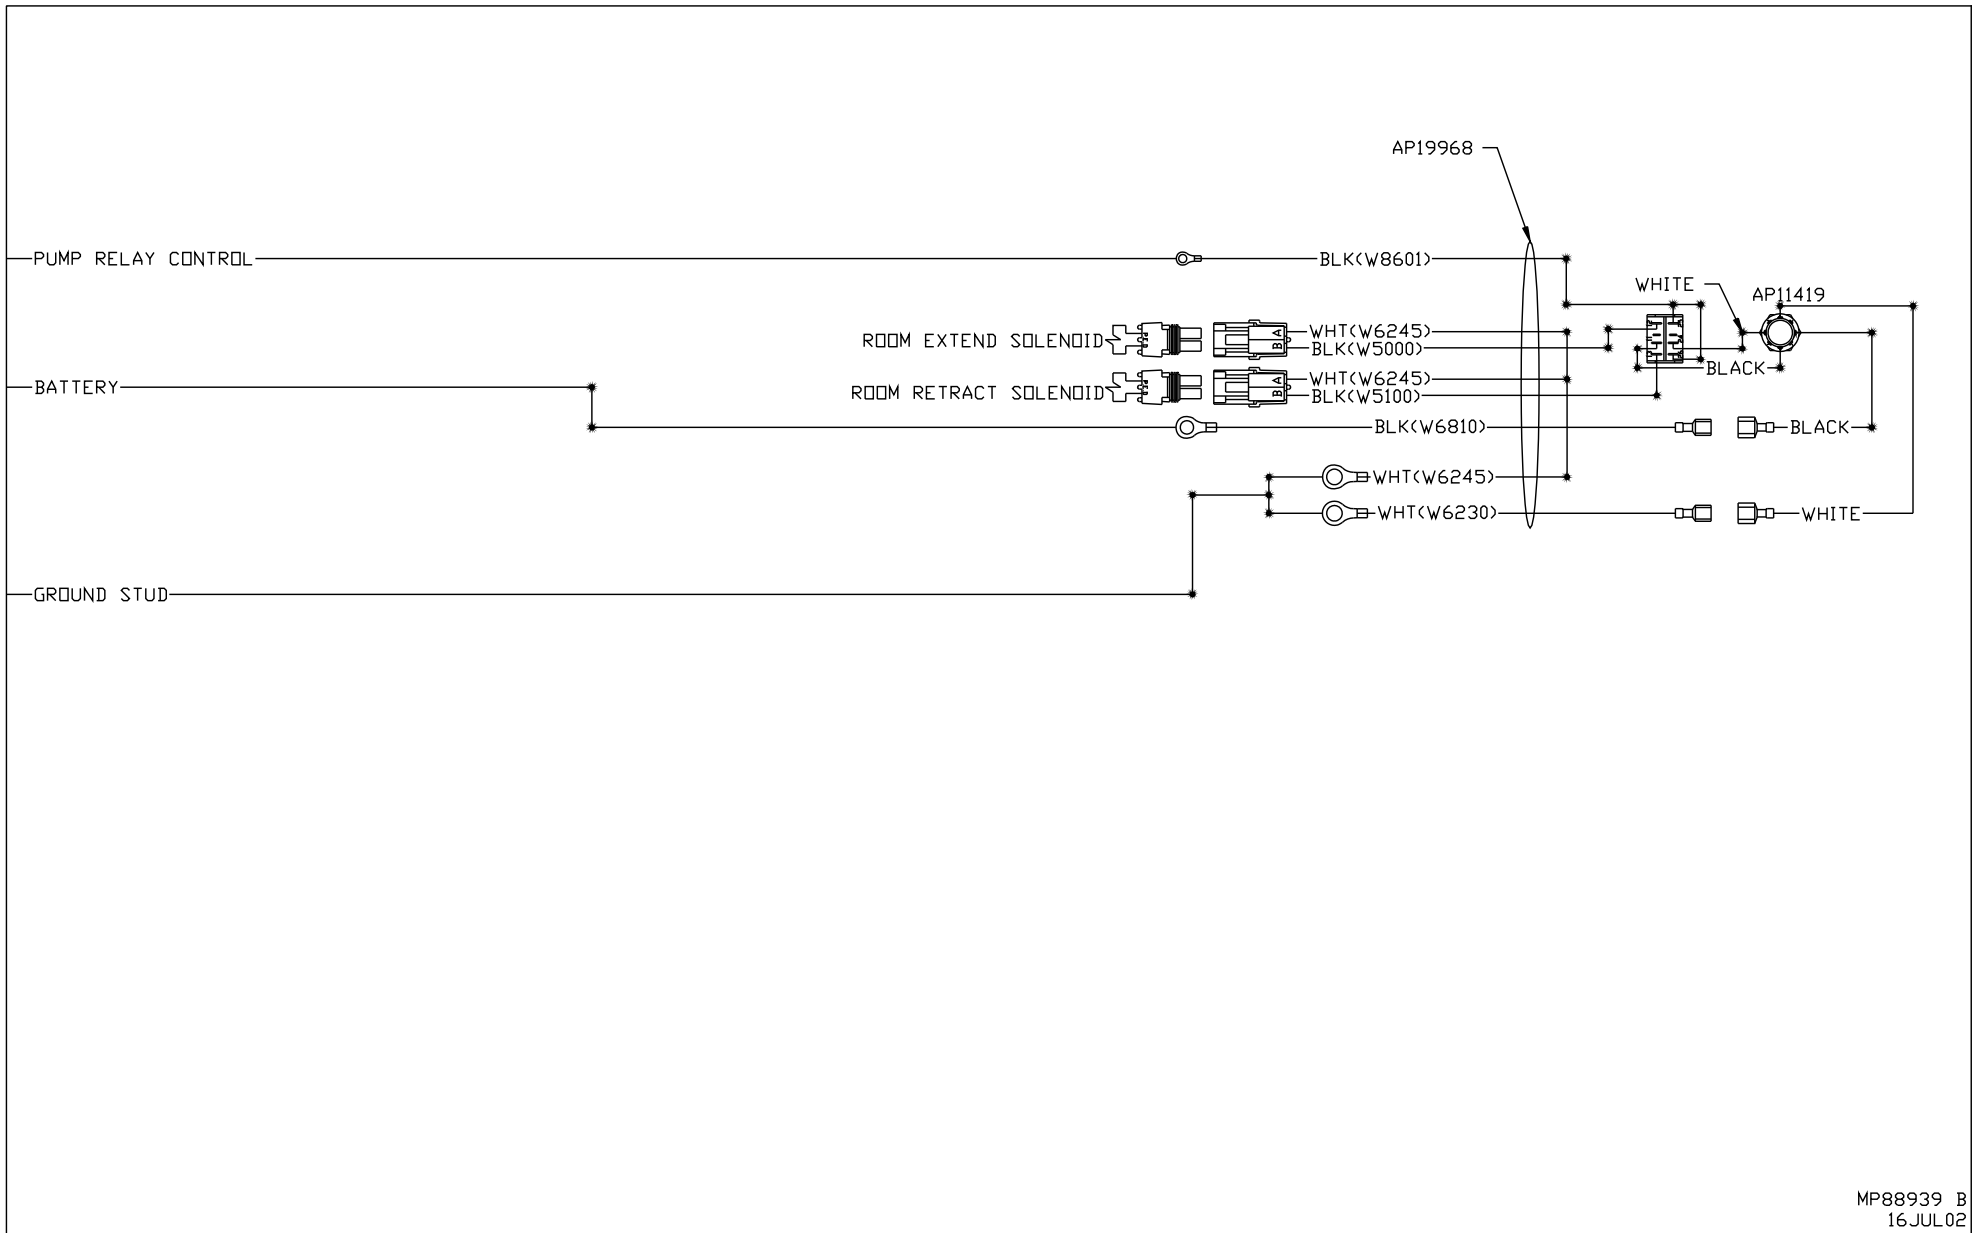 AP19968
PUMP RELAY CONTROL
BLK(W8601)
WHITE
AP11419
ROOM EXTEND SOLENOID
A
B
WHT(W6245)
BLK(W5000)
BLACK
BATTERY
ROOM RETRACT SOLENOID
A
B
WHT(W6245)
BLK(W5100)
BLK(W6810)
BLACK
WHT(W6245)
WHT(W6230)
WHITE
GROUND STUD
MP88939 B
16JUL02